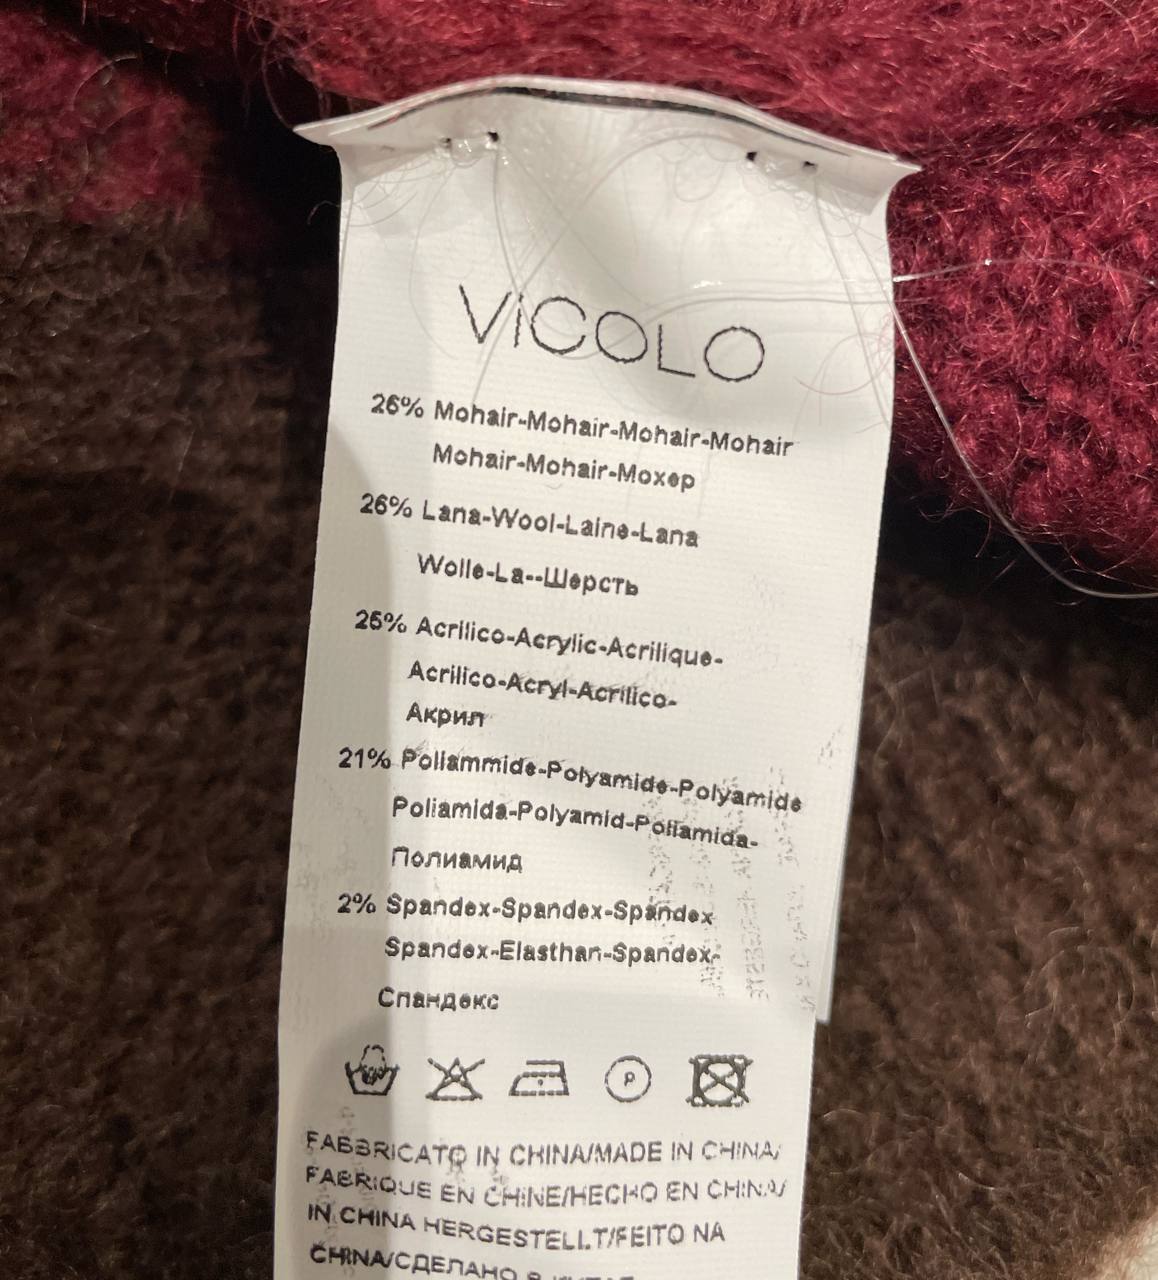 VICOLO
26% Mohair-Mohair-Mohair-Mohair
Mohair-Mohair-Мохер
26% Lana-Wool-Laine-Lana
Wolle-La--Шерсть
25% Acrilico-Acrylic-Acrilique-
Acrilico-Acryl-Acrilico-
Акрил
21% Poliammide-Polyamide-Polyamide
Poliamida-Polyamid-Poliamida-
Полиамид
2% Spandex-Spandex-Spandex
Spandex-Elasthan-Spandex-
Спандекс
P
FABBRICATO IN CHINA/MADE IN CHINA/
FABRIQUE EN CHINE/HECHO EN CHINA/
IN CHINA HERGESTELLT/FEITO NA
CHINA/СДЕЛАНО В КИТАЕ